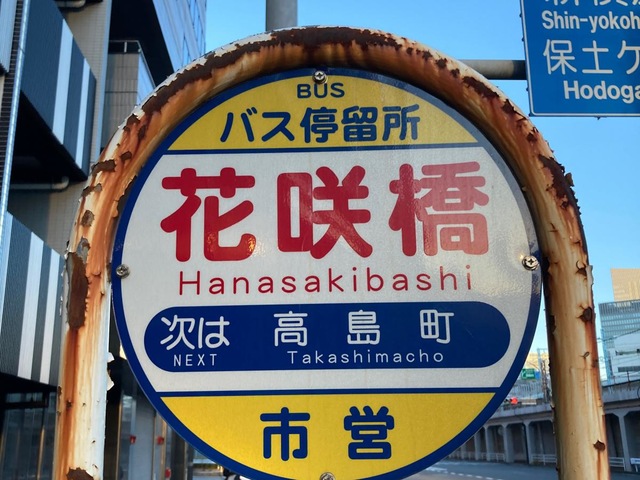 BUS
バス停留所
花咲橋
Hanasakibashi
次は 高島町
NEXT Takashimacho
市営
Shin-yokoh
保土ケ
Hodoga